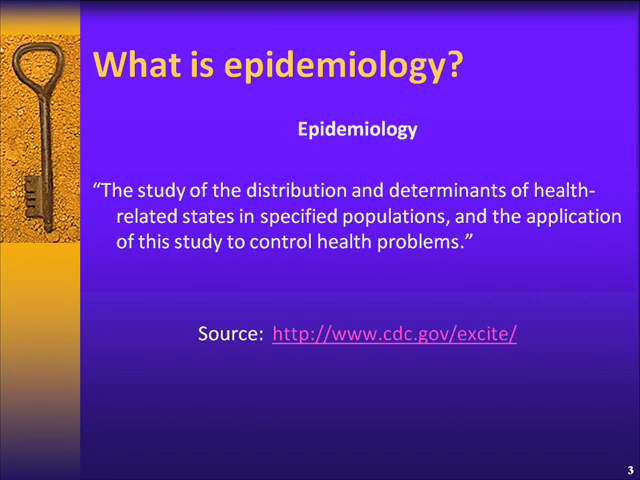 What is epidemiology?
Epidemiology
“The study of the distribution and determinants of health-
related states in specified populations, and the application
of this study to control health problems.”
Source: http://www.cdc.gov/excite/
3